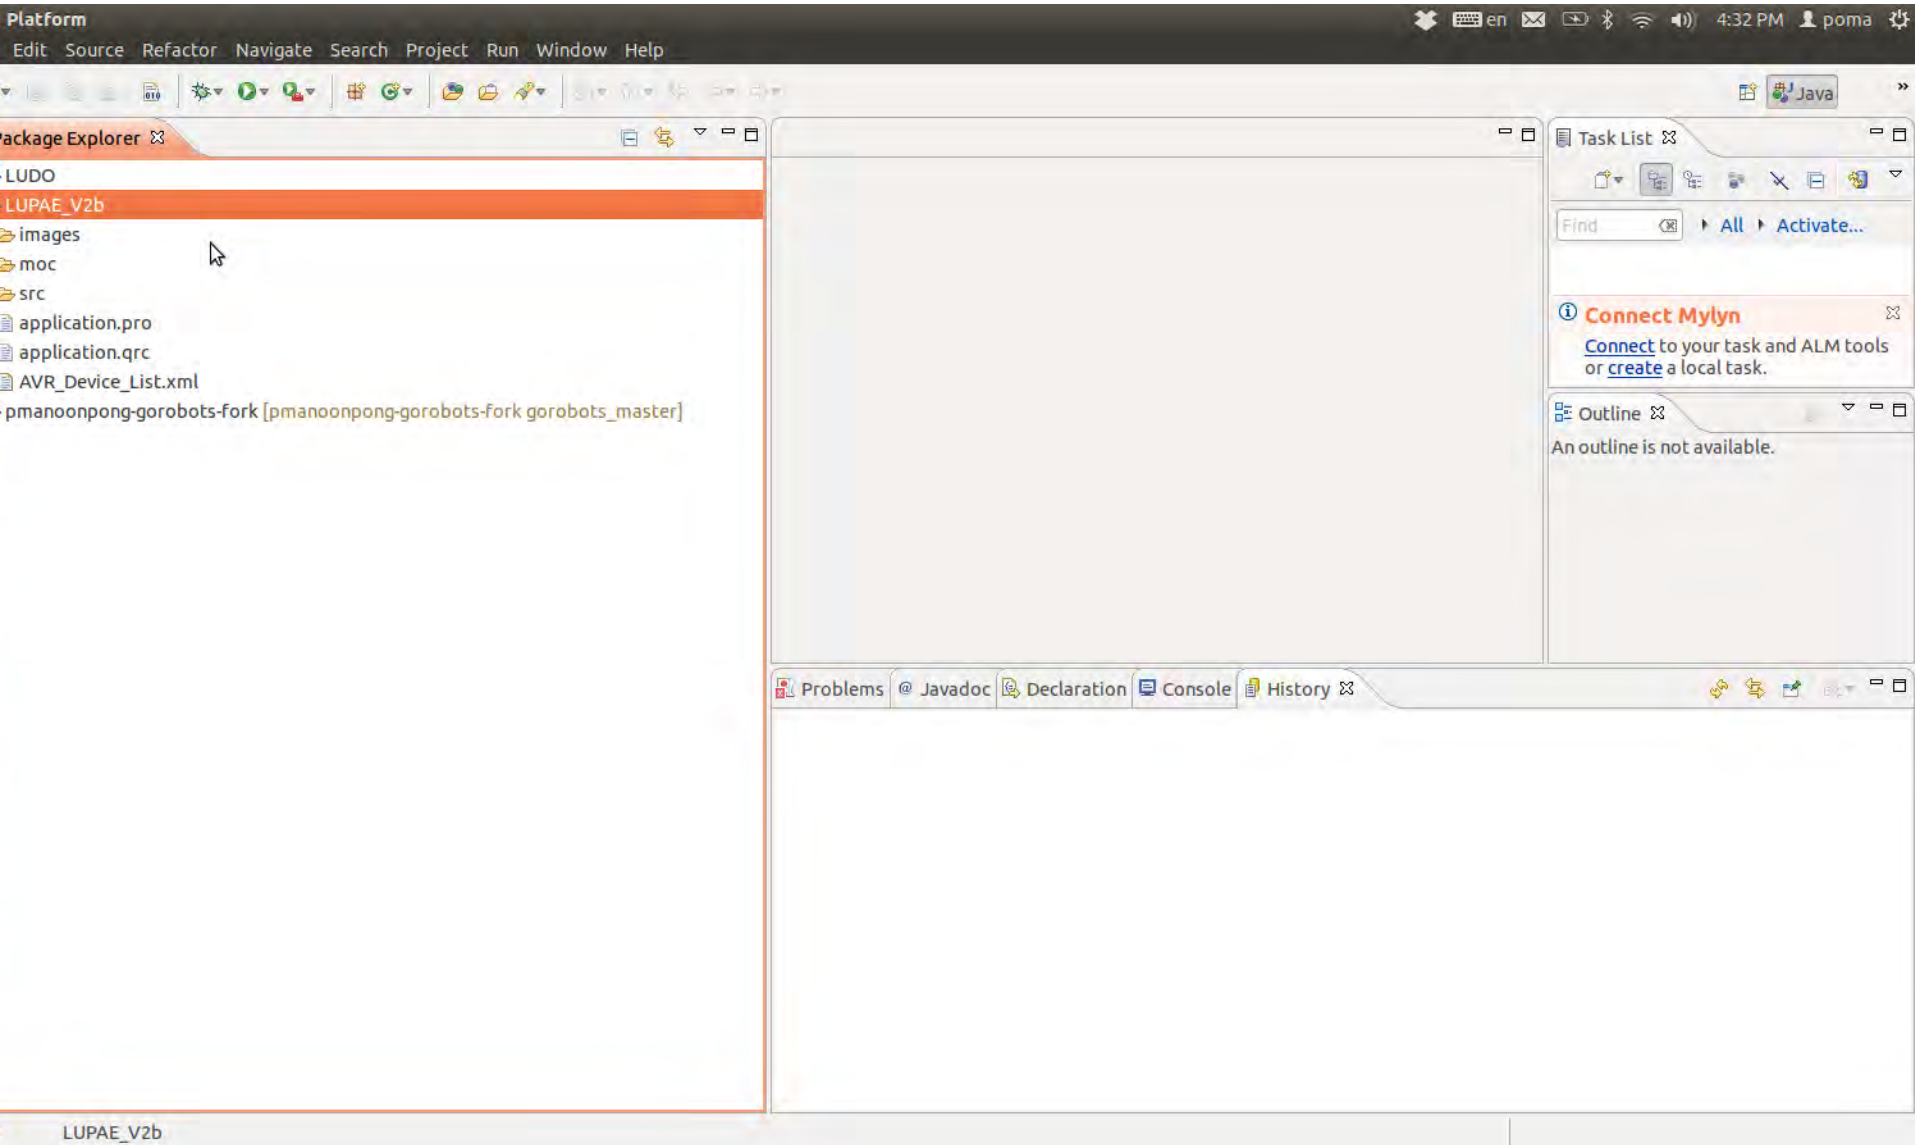 Platform
en
4:32 PM
poma
Edit Source Refactor Navigate Search Project Run Window Help
Java
Package Explorer
Task List
LUDO
LUPAE_V2b
images
moc
src
application.pro
application.qrc
AVR_Device_List.xml
pmanoonpong-gorobots-fork [pmanoonpong-gorobots-fork gorobots_master]
Find
All
Activate...
Connect Mylyn
Connect to your task and ALM tools
or create a local task.
Outline
An outline is not available.
Problems
@ Javadoc
Declaration
Console
History
LUPAE_V2b